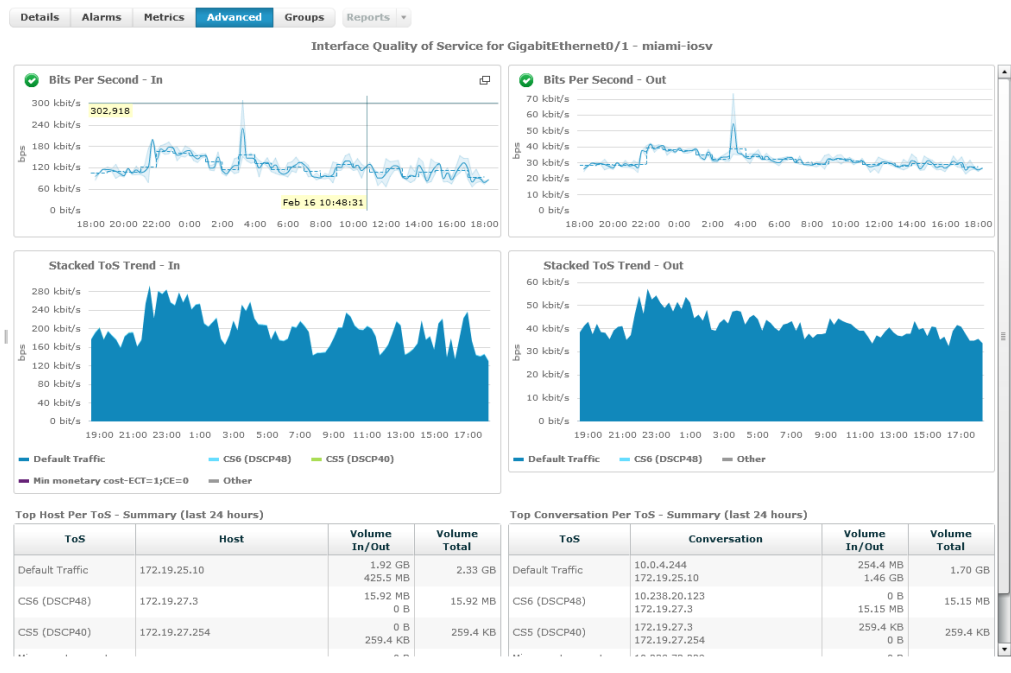 Details Alarms Metrics Advanced Groups Reports
Interface Quality of Service for GigabitEthernet0/1 - miami-iosv
Bits Per Second - In
300 kbit/s
240 kbit/s
180 kbit/s
120 kbit/s
60 kbit/s
0 bit/s
bps
302,918
Feb 16 10:48:31
18:00 20:00 22:00 0:00 2:00 4:00 6:00 8:00 10:00 12:00 14:00 16:00 18:00
Bits Per Second - Out
70 kbit/s
60 kbit/s
50 kbit/s
40 kbit/s
30 kbit/s
20 kbit/s
10 kbit/s
0 bit/s
bps
18:00 20:00 22:00 0:00 2:00 4:00 6:00 8:00 10:00 12:00 14:00 16:00 18:00
Stacked ToS Trend - In
280 kbit/s
240 kbit/s
200 kbit/s
160 kbit/s
120 kbit/s
80 kbit/s
40 kbit/s
0 bit/s
bps
19:00 21:00 23:00 1:00 3:00 5:00 7:00 9:00 11:00 13:00 15:00 17:00
Default Traffic CS6 (DSCP48) CS5 (DSCP40)
Min monetary cost-ECT=1;CE=0 Other
Stacked ToS Trend - Out
60 kbit/s
50 kbit/s
40 kbit/s
30 kbit/s
20 kbit/s
10 kbit/s
0 bit/s
bps
19:00 21:00 23:00 1:00 3:00 5:00 7:00 9:00 11:00 13:00 15:00 17:00
Default Traffic CS6 (DSCP48) Other
Top Host Per ToS - Summary (last 24 hours)
ToS Host Volume In/Out Volume Total
Default Traffic 172.19.25.10 1.92 GB 2.33 GB
425.5 MB
CS6 (DSCP48) 172.19.27.3 15.92 MB 15.92 MB
0 B
CS5 (DSCP40) 172.19.27.254 0 B 259.4 KB
259.4 KB
Top Conversation Per ToS - Summary (last 24 hours)
ToS Conversation Volume In/Out Volume Total
Default Traffic 10.0.4.244 254.4 MB 1.70 GB
172.19.25.10 1.46 GB
CS6 (DSCP48) 10.238.20.123 0 B 15.15 MB
172.19.27.3 15.15 MB
CS5 (DSCP40) 172.19.27.3 259.4 KB 259.4 KB
172.19.27.254 0 B